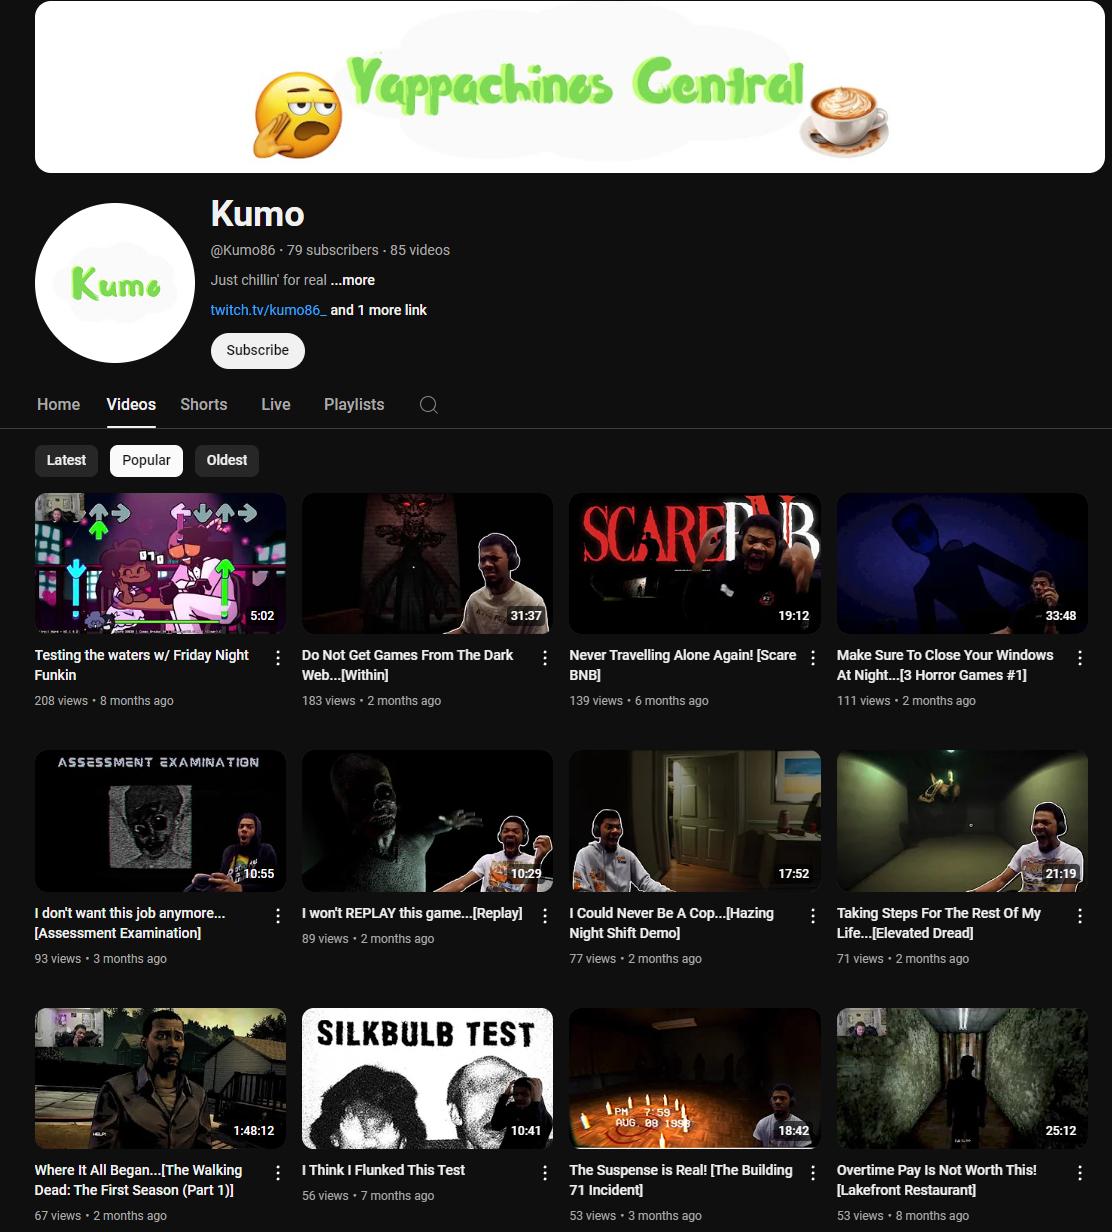 Yappachinos Central
Kumo
Kumo
@Kumo86 · 79 subscribers · 85 videos
Just chillin' for real ...more
twitch.tv/kumo86_ and 1 more link
Subscribe
Home Videos Shorts Live Playlists
Latest Popular Oldest
5:02
31:37
SCARE BNB
19:12
33:48
Testing the waters w/ Friday Night
Funkin
208 views • 8 months ago
Do Not Get Games From The Dark
Web...[Within]
183 views • 2 months ago
Never Travelling Alone Again! [Scare
BNB]
139 views • 6 months ago
Make Sure To Close Your Windows
At Night...[3 Horror Games #1]
111 views • 2 months ago
ASSESSMENT EXAMINATION
10:55
10:29
17:52
21:19
I don't want this job anymore...
[Assessment Examination]
93 views • 3 months ago
I won't REPLAY this game...[Replay]
89 views • 2 months ago
I Could Never Be A Cop...[Hazing
Night Shift Demo]
77 views • 2 months ago
Taking Steps For The Rest Of My
Life...[Elevated Dread]
71 views • 2 months ago
HELP!
1:48:12
SILKBULB TEST
10:41
PM 7:59
AUG. 08 1998
18:42
25:12
Where It All Began...[The Walking
Dead: The First Season (Part 1)]
67 views • 2 months ago
I Think I Flunked This Test
56 views • 7 months ago
The Suspense is Real! [The Building
71 Incident]
53 views • 3 months ago
Overtime Pay Is Not Worth This!
[Lakefront Restaurant]
53 views • 8 months ago